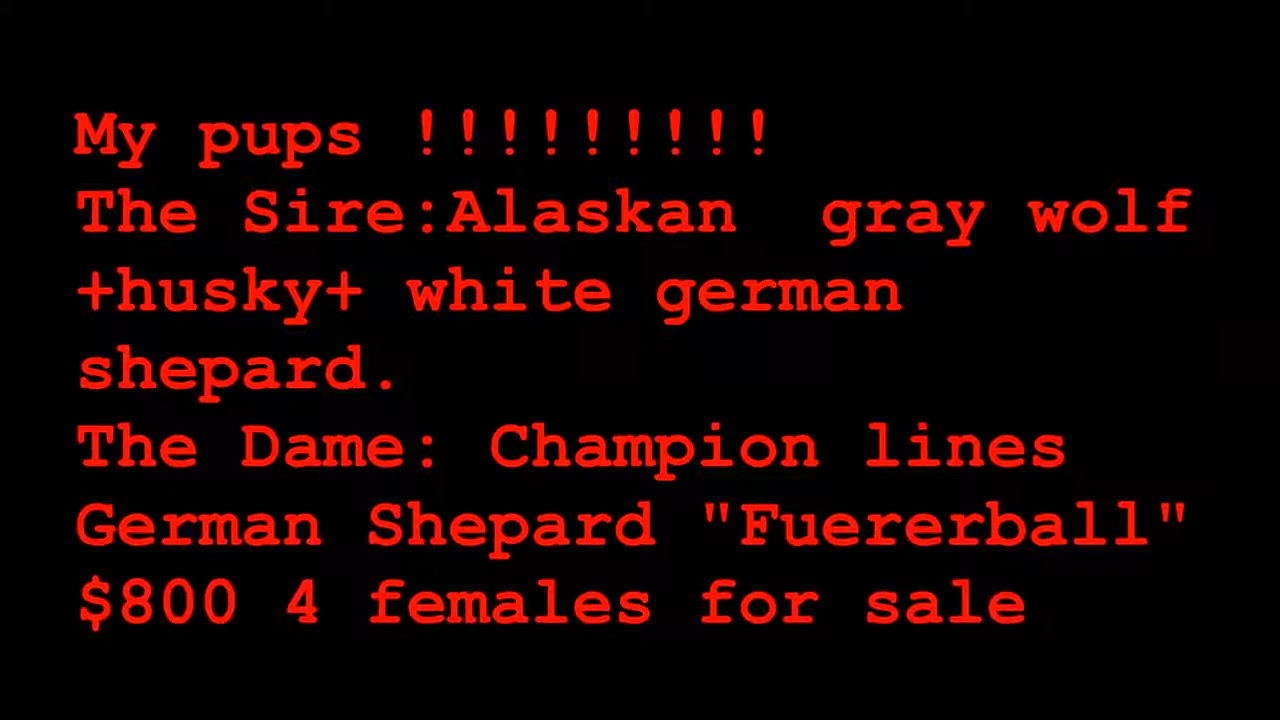 My pups !!!!!!!!!
The Sire:Alaskan  gray wolf
+husky+ white german
shepard.
The Dame: Champion lines
German Shepard "Fuererball"
$800 4 females for sale